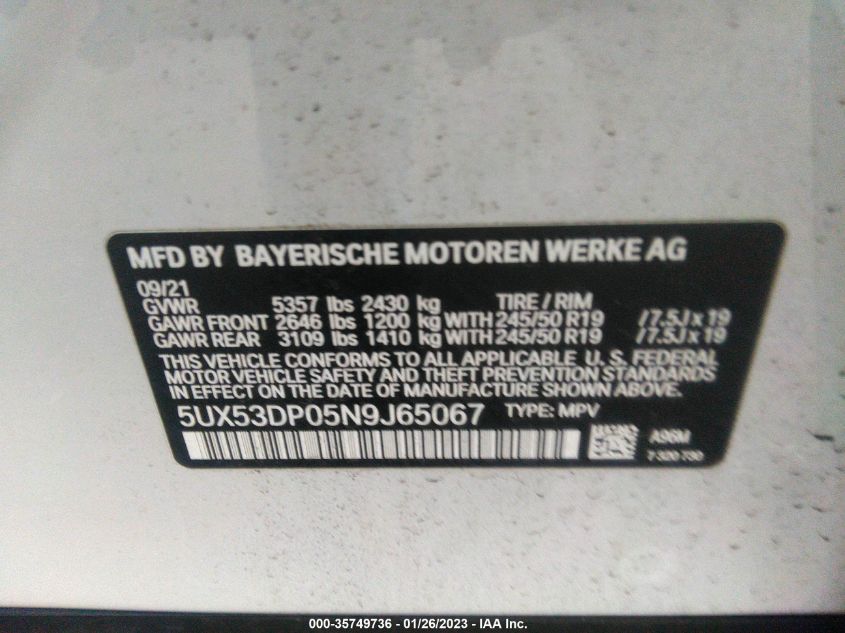 MFD BY BAYERISCHE MOTOREN WERKE AG
09/21
GVWR 5357 lbs 2430 kg TIRE / RIM
GAWR FRONT 2646 lbs 1200 kg WITH 245/50 R19 /7.5J x 19
GAWR REAR 3109 lbs 1410 kg WITH 245/50 R19 /7.5J x 19
THIS VEHICLE CONFORMS TO ALL APPLICABLE U. S. FEDERAL
MOTOR VEHICLE SAFETY AND THEFT PREVENTION STANDARDS
IN EFFECT ON THE DATE OF MANUFACTURE SHOWN ABOVE.
5UX53DP05N9J65067 TYPE: MPV
A96M
7 320 730
000-35749736 - 01/26/2023 - IAA Inc.